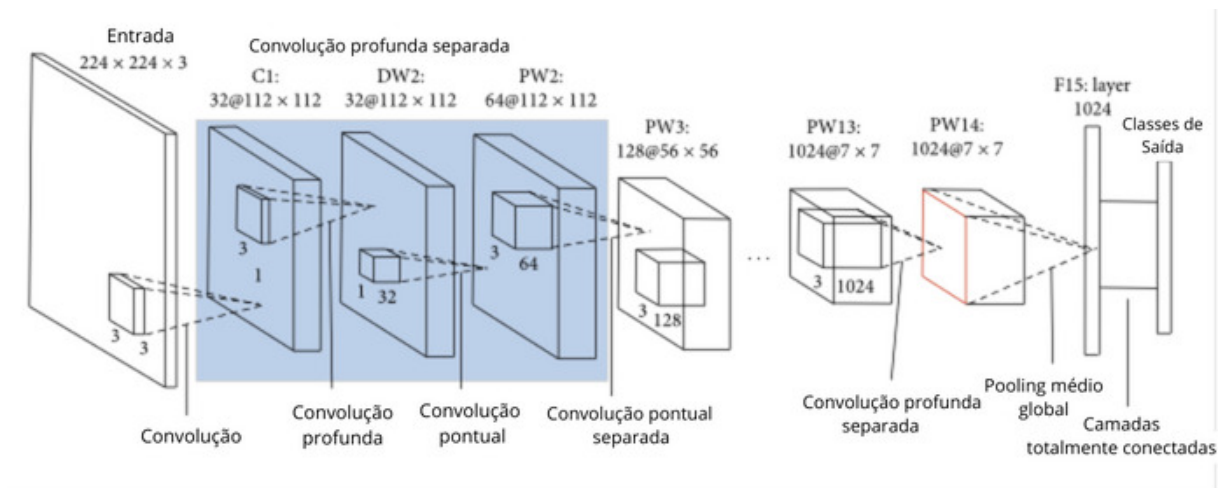 Entrada
224 × 224 × 3
Convolução profunda separada
C1:
32@112 × 112
DW2:
32@112 × 112
PW2:
64@112 × 112
PW3:
128@56 × 56
PW13:
1024@7 × 7
PW14:
1024@7 × 7
F15: layer
1024
Classes de
Saída
3
3
3
1
1
32
3
64
3
128
...
3
1024
Convolução
Convolução
profunda
Convolução
pontual
Convolução pontual
separada
Convolução profunda
separada
Pooling médio
global
Camadas
totalmente conectadas